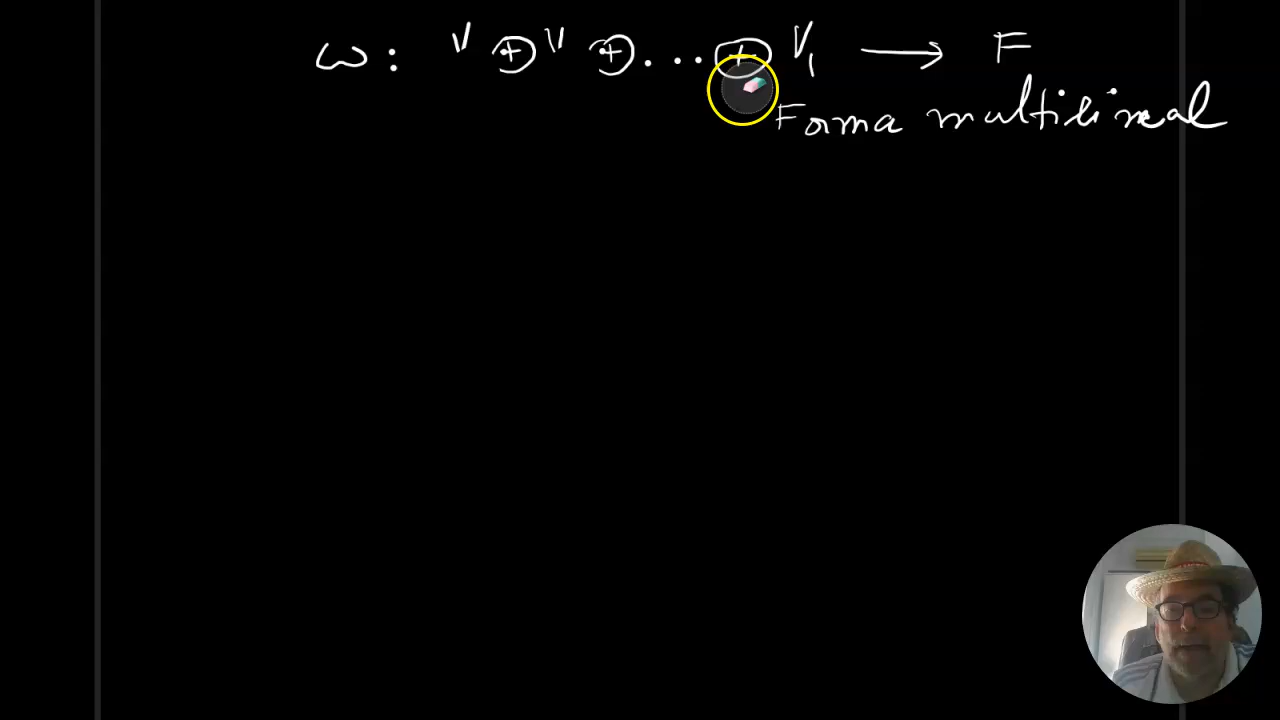 ω: V ⊕ V ⊕ ... ⊕ V₁ → F
Forma multilineal